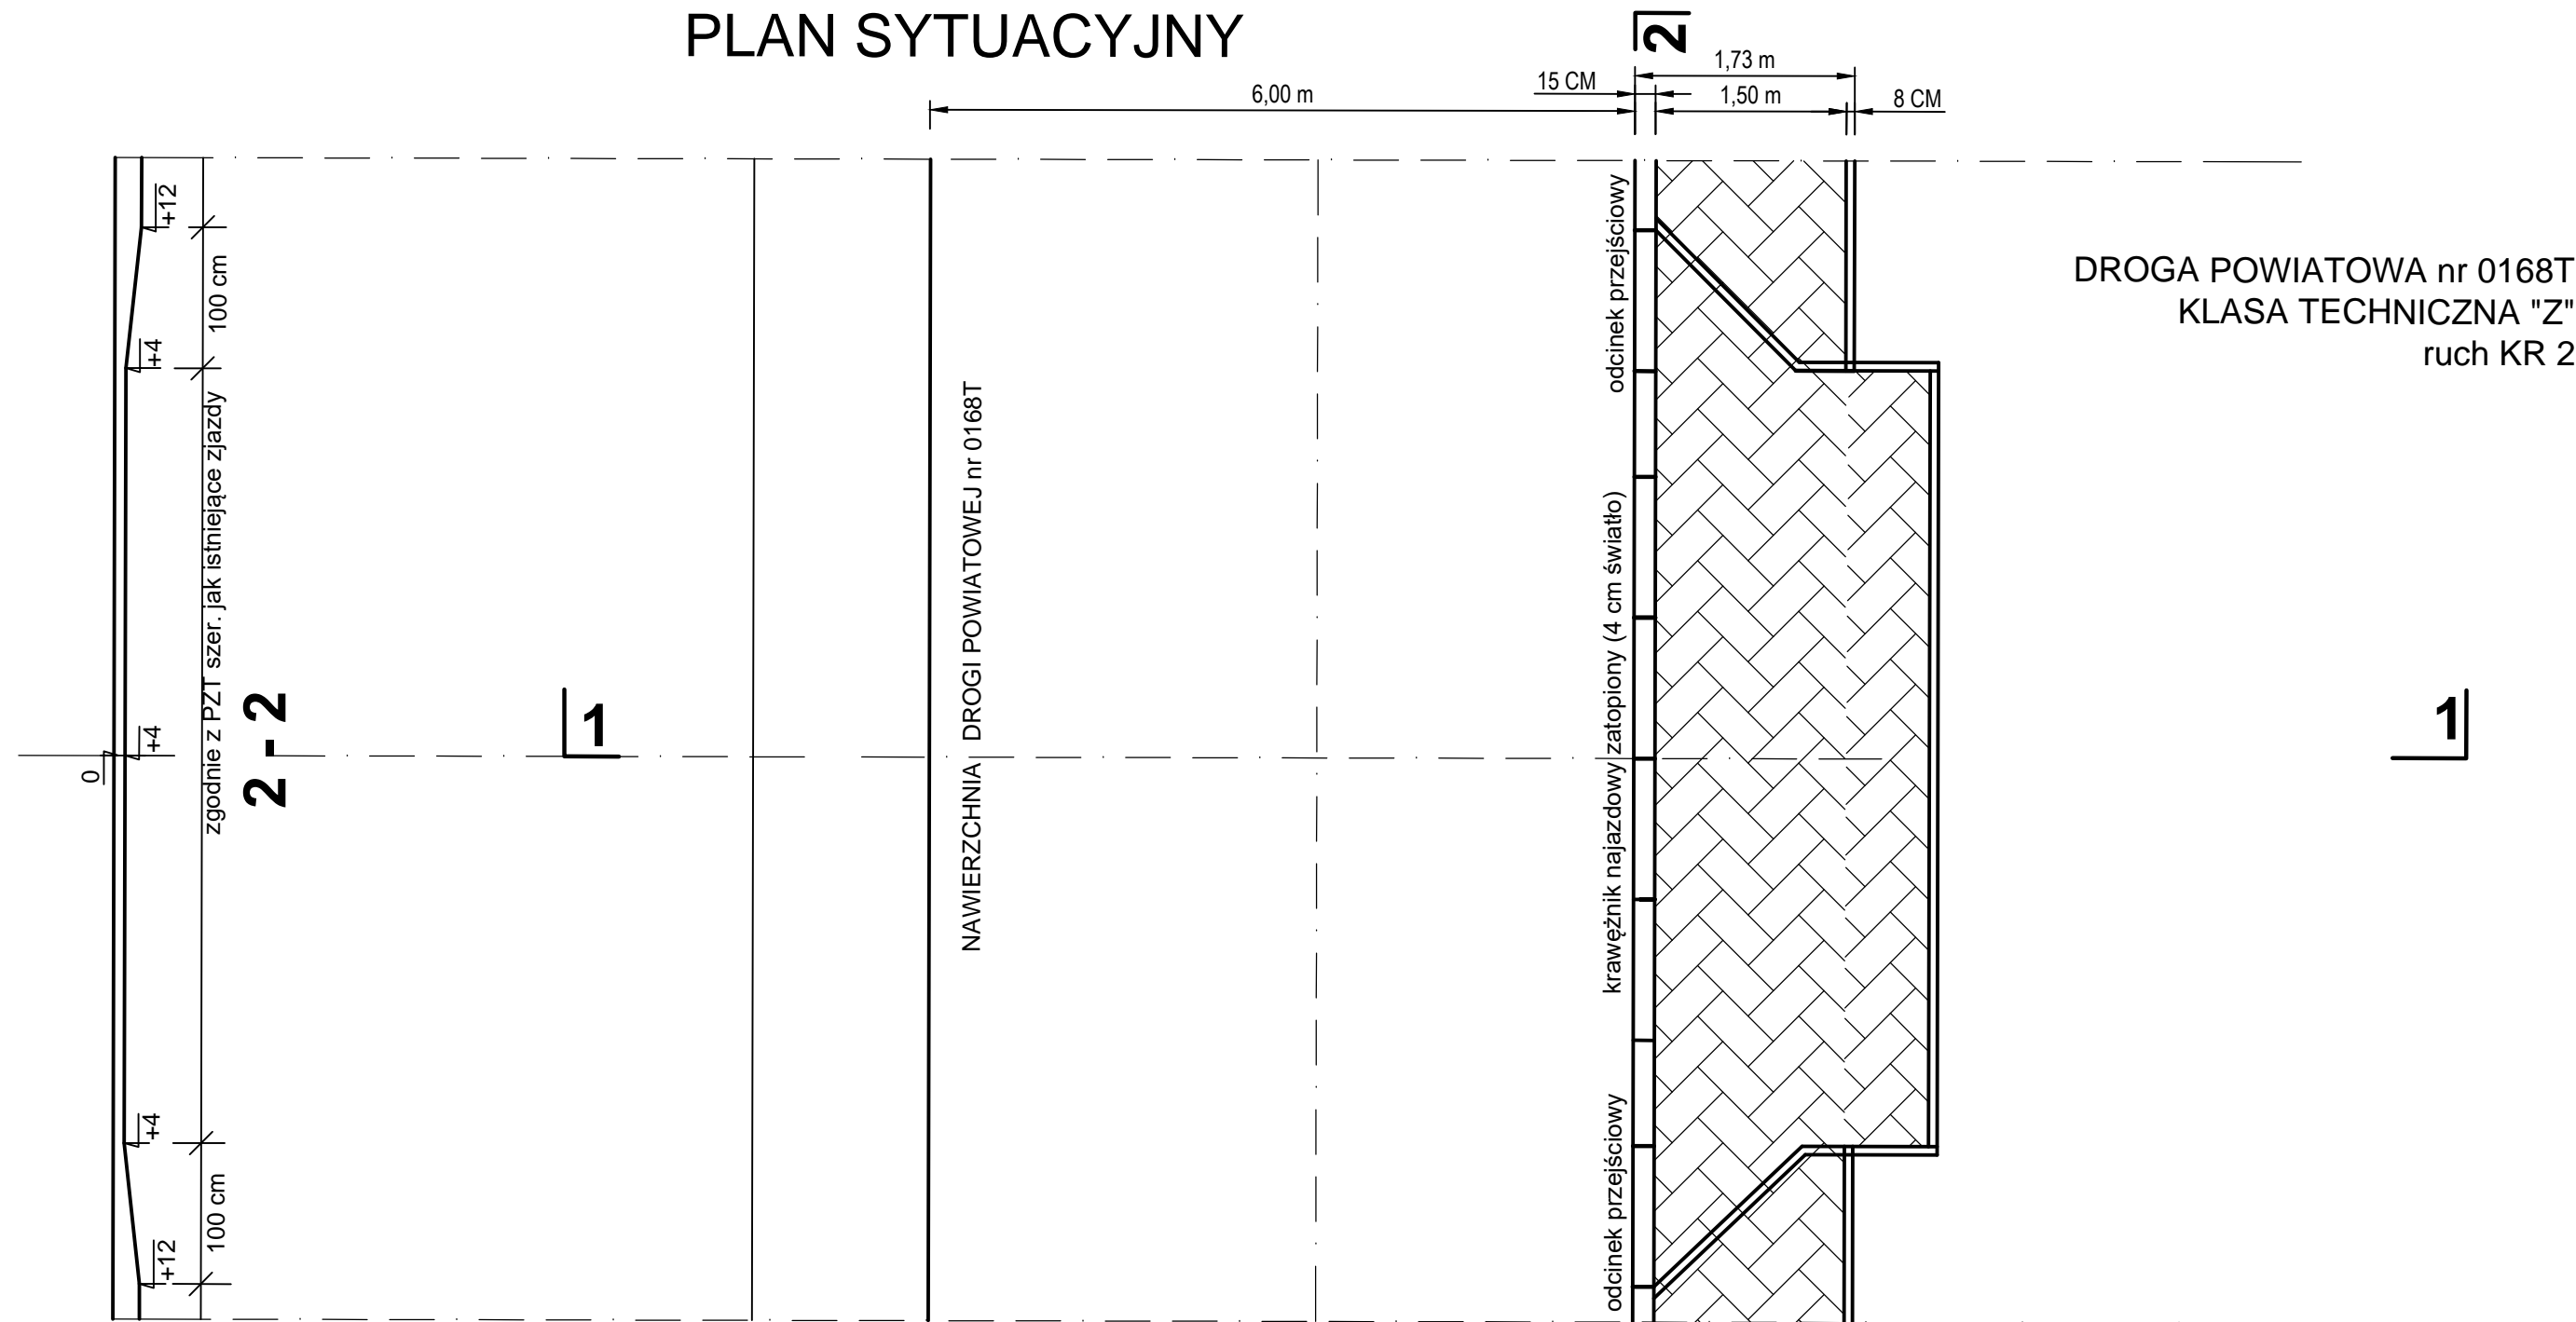 PLAN SYTUACYJNY
2
1,73 m
6,00 m
15 CM
1,50 m
8 CM
+12
100 cm
+4
zgodnie z PZT szer. jak istniejące zjazdy
+4
0
2 - 2
+4
100 cm
+12
1
NAWIERZCHNIA DROGI POWIATOWEJ nr 0168T
odcinek przejściowy
krawężnik najazdowy zatopiony (4 cm światło)
odcinek przejściowy
DROGA POWIATOWA nr 0168T
KLASA TECHNICZNA "Z"
ruch KR 2
1